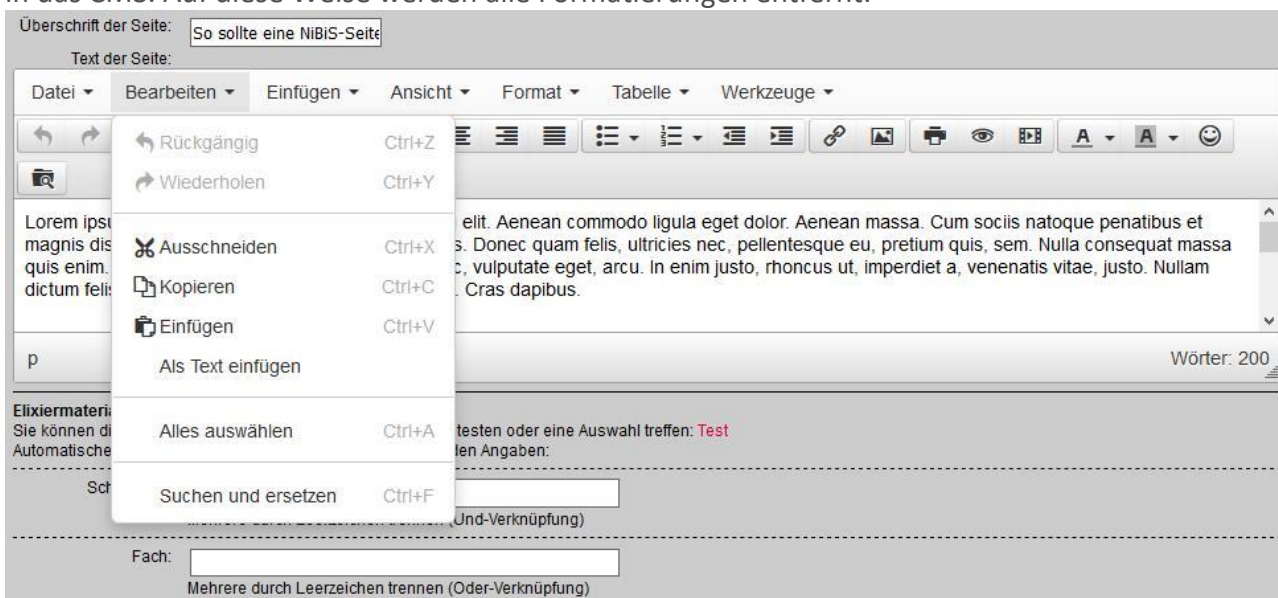 in das CMS. Auf diese Weise werden alle Formatierungen entfernt.
Überschrift der Seite: So sollte eine NiBiS-Seite
Text der Seite:
Datei Bearbeiten Einfügen Ansicht Format Tabelle Werkzeuge
Rückgängig Ctrl+Z
Wiederholen Ctrl+Y
Ausschneiden Ctrl+X
Kopieren Ctrl+C
Einfügen Ctrl+V
Als Text einfügen
Alles auswählen Ctrl+A
Suchen und ersetzen Ctrl+F
Lorem elit. Aenean commodo ligula eget dolor. Aenean massa. Cum sociis natoque penatibus et
magnis dis Donec quam felis, ultricies nec, pellentesque eu, pretium quis, sem. Nulla consequat massa
quis enim. vulputate eget, arcu. In enim justo, rhoncus ut, imperdiet a, venenatis vitae, justo. Nullam
dictum Cras dapibus.
p Wörter: 200
Sie können testen oder eine Auswahl treffen: Test
den Angaben:
(Und-Verknüpfung)
Fach:
Mehrere durch Leerzeichen trennen (Oder-Verknüpfung)